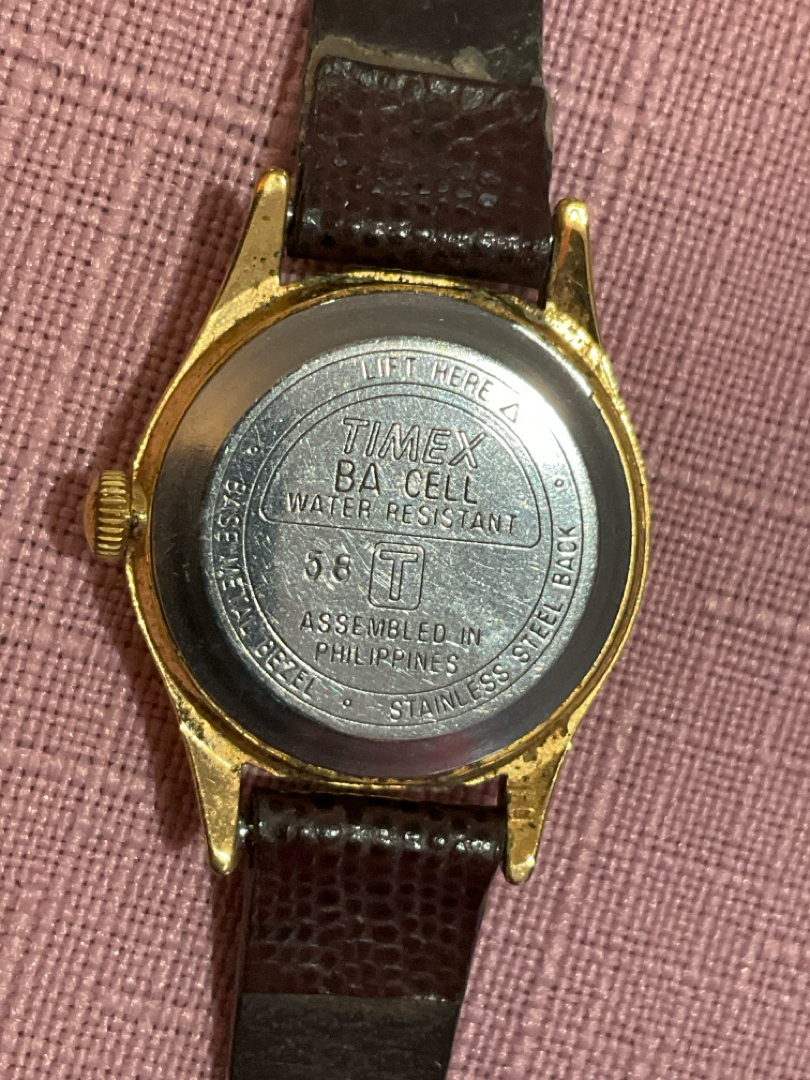 LIFT HERE △
TIMEX
BA CELL
WATER RESISTANT
58 T
ASSEMBLED IN
PHILIPPINES
BASE METAL BEZEL • STAINLESS STEEL BACK •